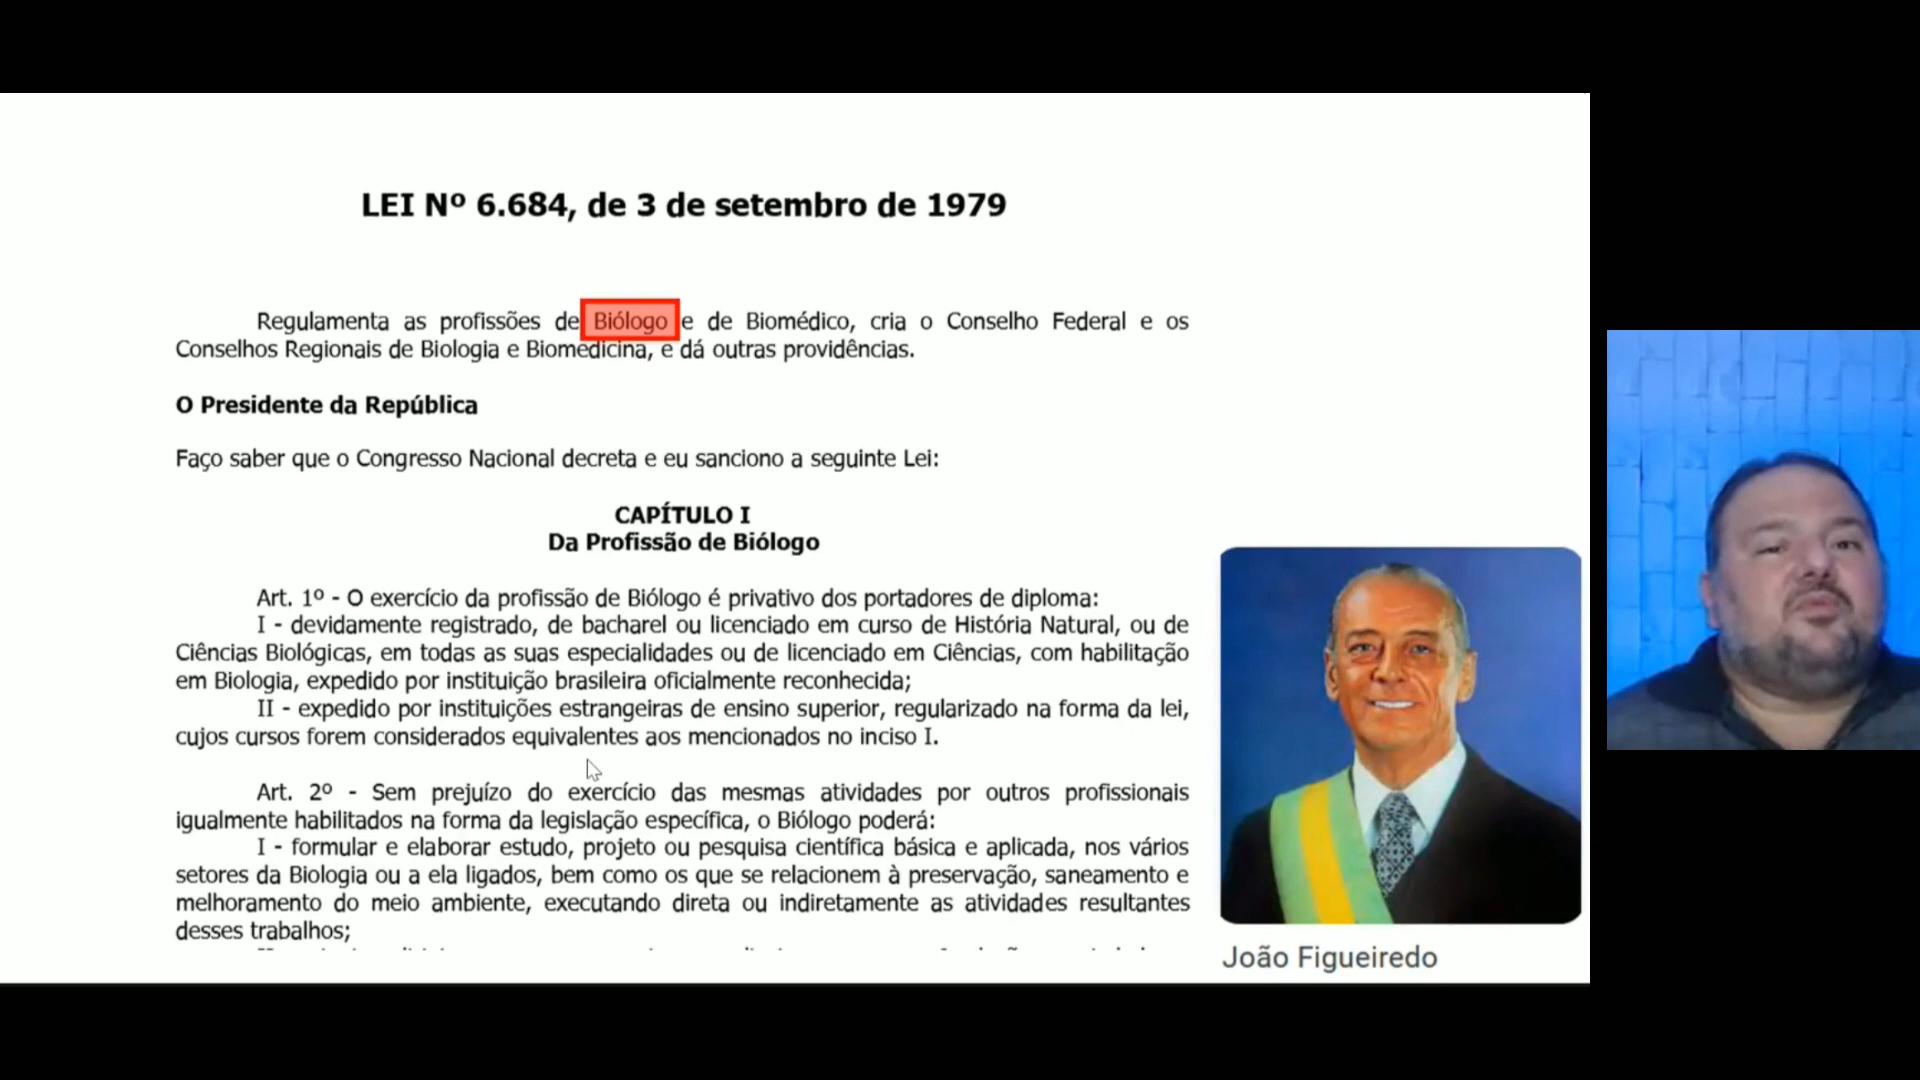 LEI Nº 6.684, de 3 de setembro de 1979
Regulamenta as profissões de Biólogo e de Biomédico, cria o Conselho Federal e os
Conselhos Regionais de Biologia e Biomedicina, e dá outras providências.
O Presidente da República
Faço saber que o Congresso Nacional decreta e eu sanciono a seguinte Lei:
CAPÍTULO I
Da Profissão de Biólogo
Art. 1º - O exercício da profissão de Biólogo é privativo dos portadores de diploma:
I - devidamente registrado, de bacharel ou licenciado em curso de História Natural, ou de
Ciências Biológicas, em todas as suas especialidades ou de licenciado em Ciências, com habilitação
em Biologia, expedido por instituição brasileira oficialmente reconhecida;
II - expedido por instituições estrangeiras de ensino superior, regularizado na forma da lei,
cujos cursos forem considerados equivalentes aos mencionados no inciso I.
Art. 2º - Sem prejuízo do exercício das mesmas atividades por outros profissionais
igualmente habilitados na forma da legislação específica, o Biólogo poderá:
I - formular e elaborar estudo, projeto ou pesquisa científica básica e aplicada, nos vários
setores da Biologia ou a ela ligados, bem como os que se relacionem à preservação, saneamento e
melhoramento do meio ambiente, executando direta ou indiretamente as atividades resultantes
desses trabalhos;
João Figueiredo